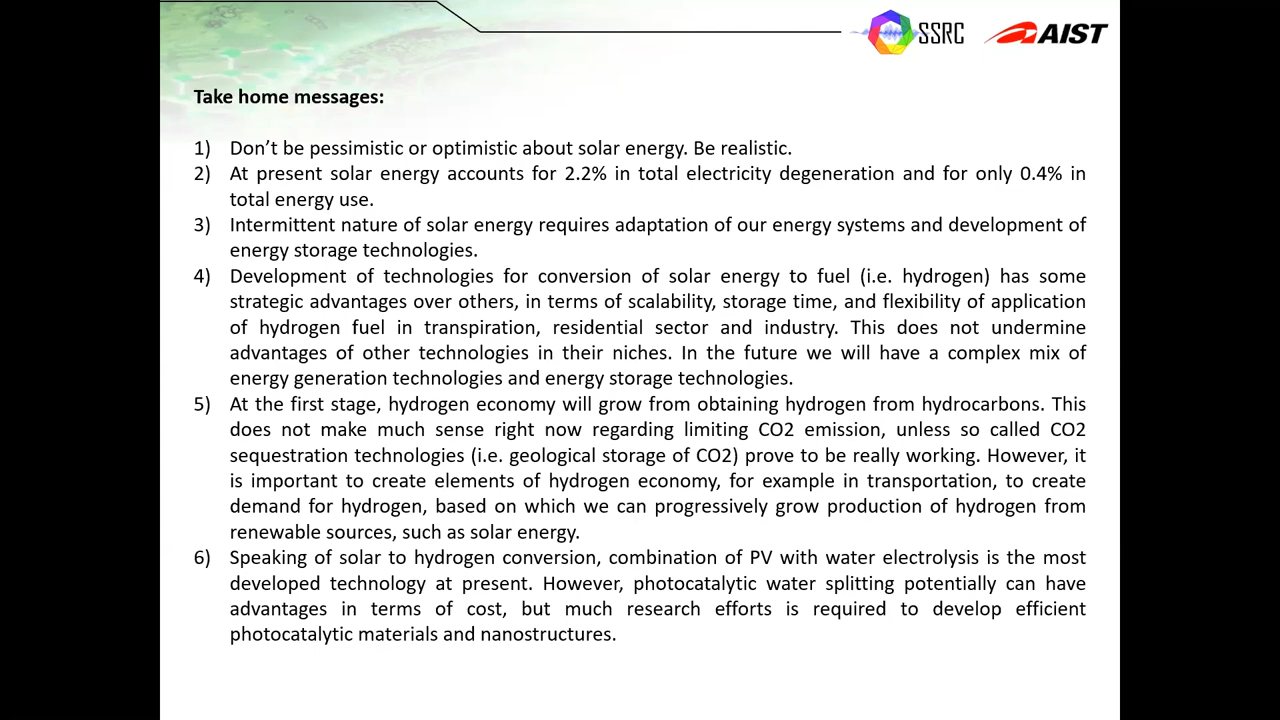 SSRC AIST
Take home messages:
1) Don’t be pessimistic or optimistic about solar energy. Be realistic.
2) At present solar energy accounts for 2.2% in total electricity degeneration and for only 0.4% in
total energy use.
3) Intermittent nature of solar energy requires adaptation of our energy systems and development of
energy storage technologies.
4) Development of technologies for conversion of solar energy to fuel (i.e. hydrogen) has some
strategic advantages over others, in terms of scalability, storage time, and flexibility of application
of hydrogen fuel in transpiration, residential sector and industry. This does not undermine
advantages of other technologies in their niches. In the future we will have a complex mix of
energy generation technologies and energy storage technologies.
5) At the first stage, hydrogen economy will grow from obtaining hydrogen from hydrocarbons. This
does not make much sense right now regarding limiting CO2 emission, unless so called CO2
sequestration technologies (i.e. geological storage of CO2) prove to be really working. However, it
is important to create elements of hydrogen economy, for example in transportation, to create
demand for hydrogen, based on which we can progressively grow production of hydrogen from
renewable sources, such as solar energy.
6) Speaking of solar to hydrogen conversion, combination of PV with water electrolysis is the most
developed technology at present. However, photocatalytic water splitting potentially can have
advantages in terms of cost, but much research efforts is required to develop efficient
photocatalytic materials and nanostructures.